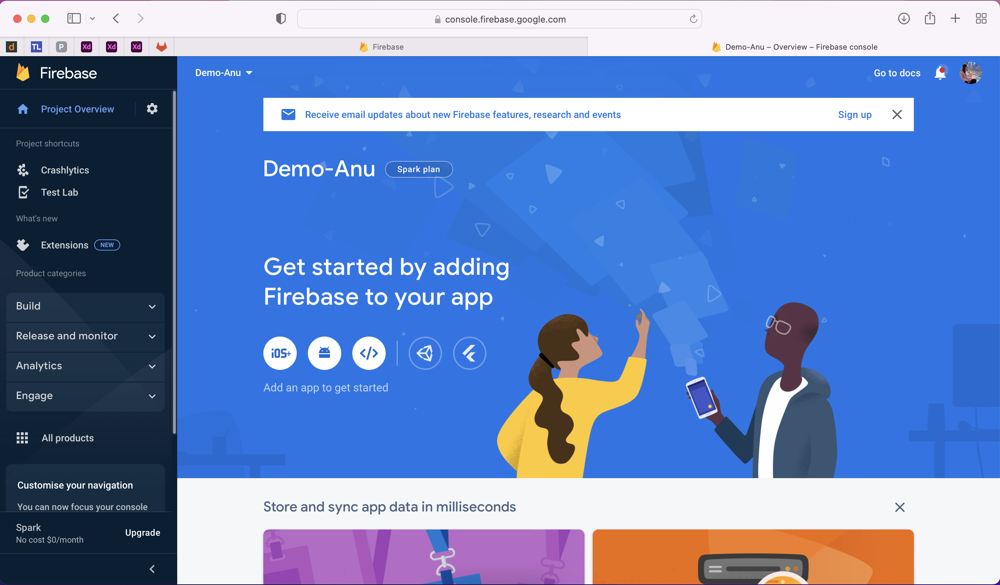 console.firebase.google.com
d
TL
P
Xd
Xd
Xd
Firebase
Demo-Anu – Overview – Firebase console
Firebase
Project Overview
Project shortcuts
Crashlytics
Test Lab
What's new
Extensions NEW
Product categories
Build
Release and monitor
Analytics
Engage
All products
Customise your navigation
You can now focus your console
Spark
No cost $0/month
Upgrade
Demo-Anu
Go to docs
Receive email updates about new Firebase features, research and events
Sign up
Demo-Anu Spark plan
Get started by adding
Firebase to your app
iOS+
Add an app to get started
Store and sync app data in milliseconds